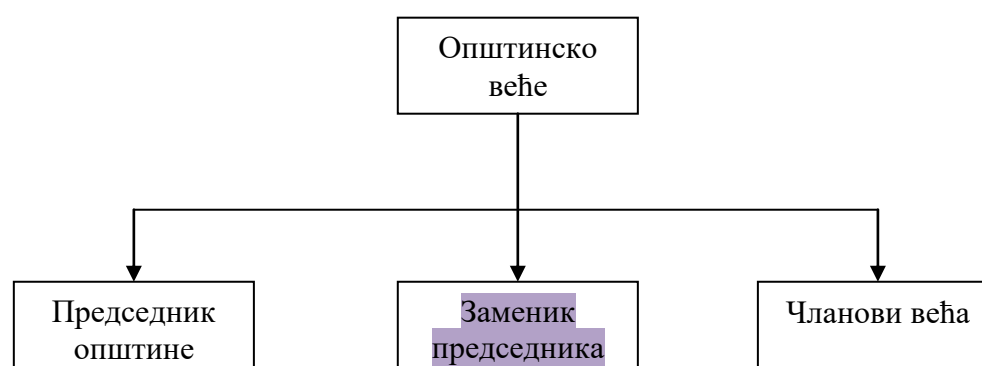 Општинско
веће
Председник
општине
Заменик
председника
Чланови већа